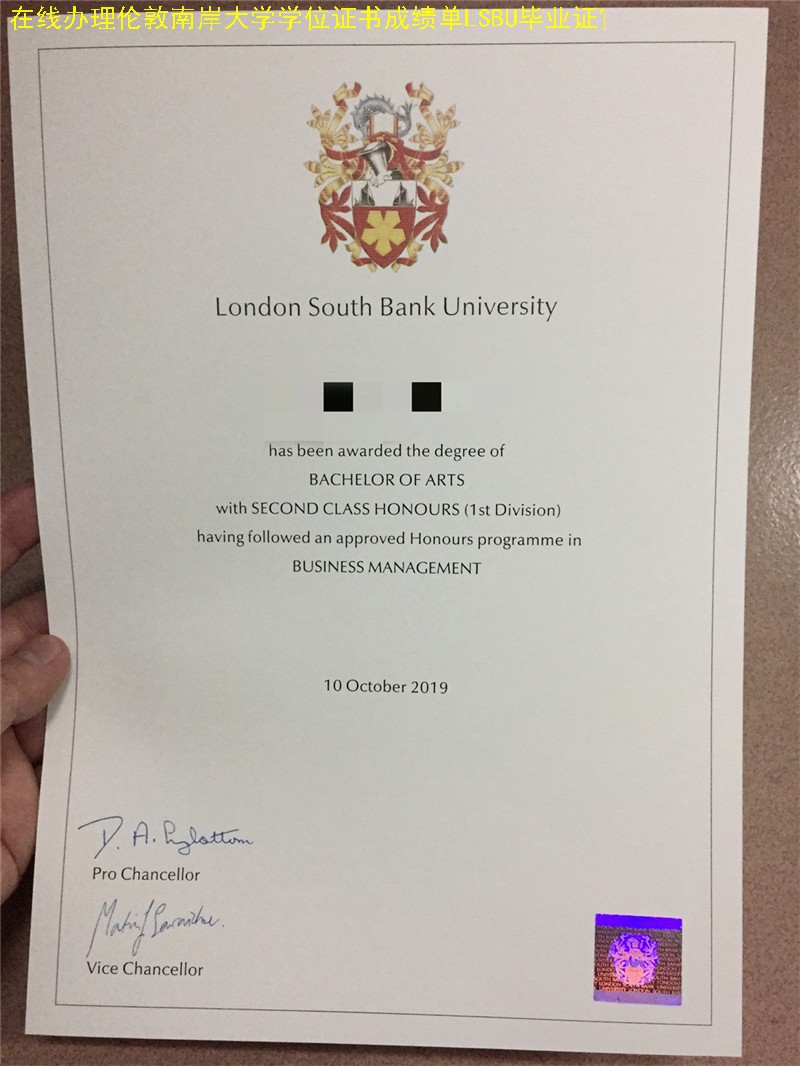 在线办理伦敦南岸大学学位证书成绩单LSBU毕业证
London South Bank University
has been awarded the degree of
BACHELOR OF ARTS
with SECOND CLASS HONOURS (1st Division)
having followed an approved Honours programme in
BUSINESS MANAGEMENT
10 October 2019
D. A.
Pro Chancellor
Vice Chancellor